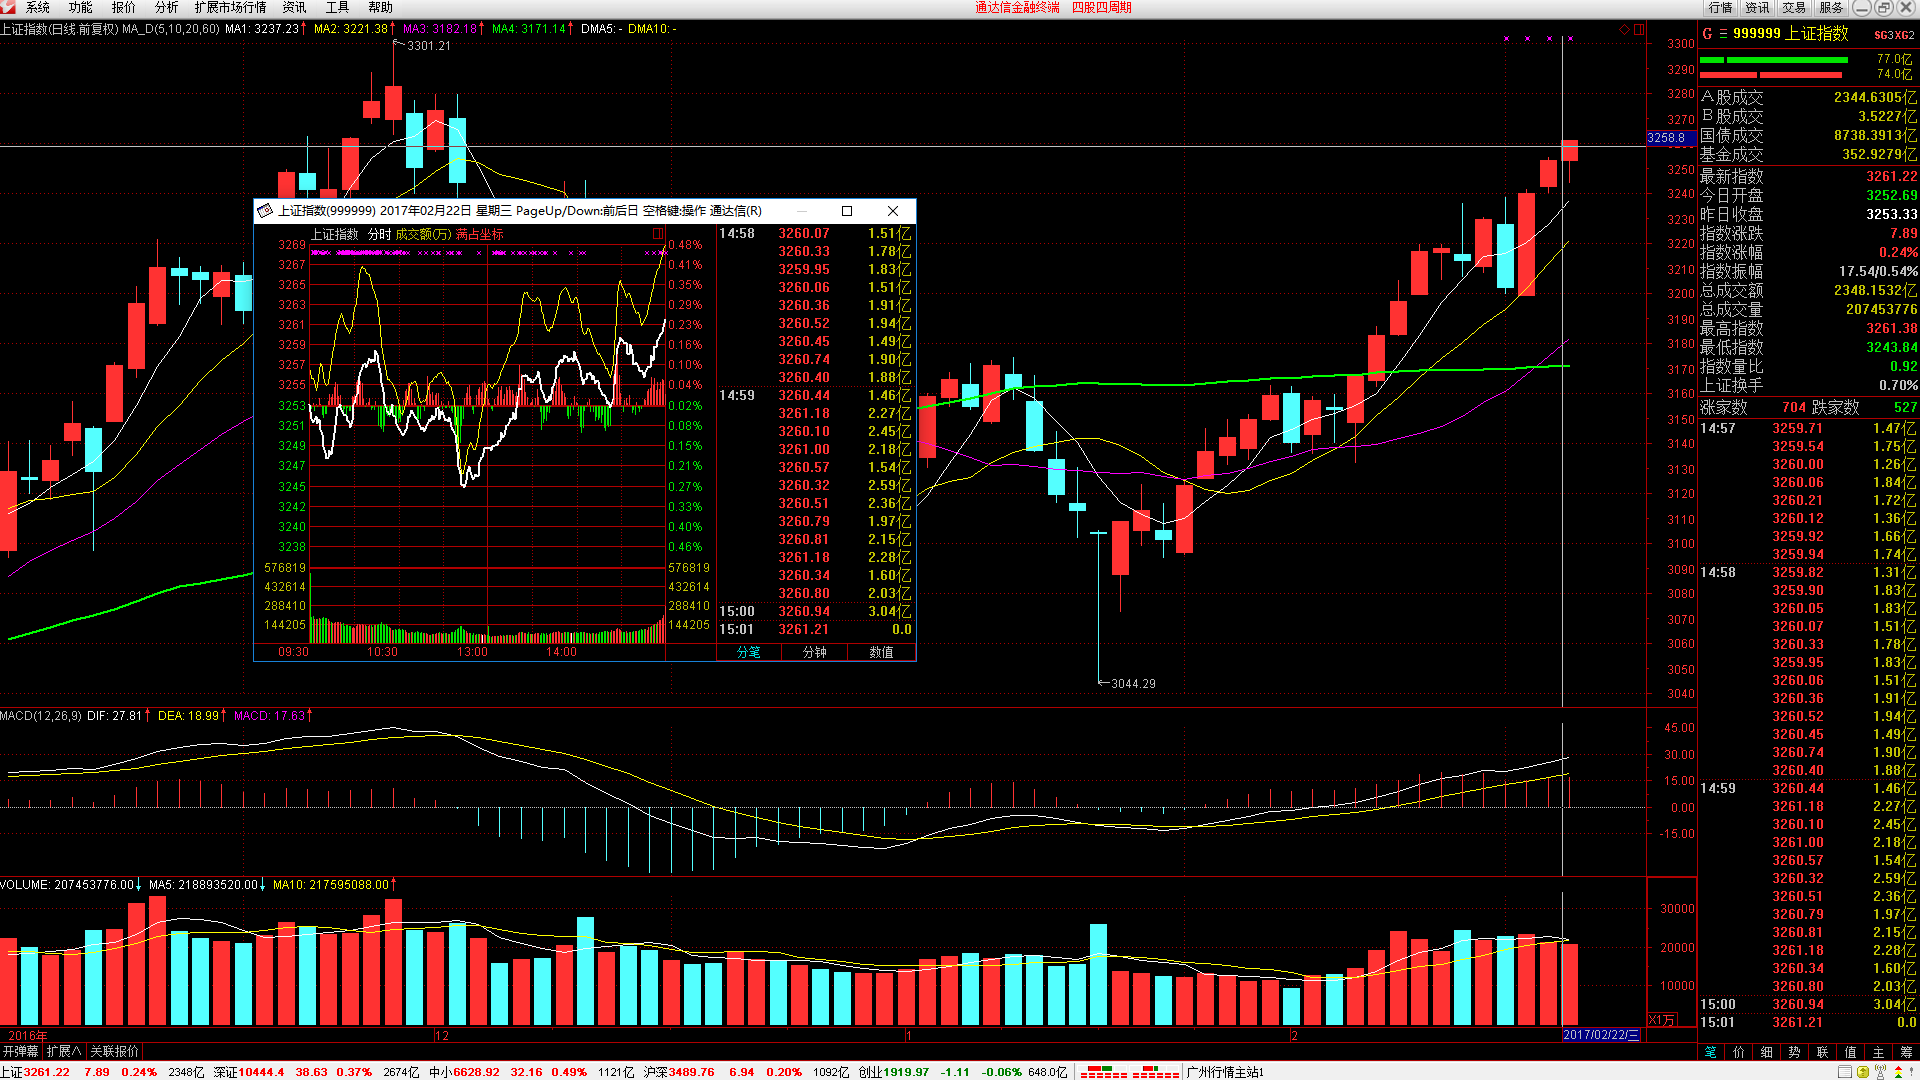 系统 功能 报价 分析 扩展市场行情 资讯 工具 帮助 通达信金融终端 四股四周期 行情 资讯 交易 服务
上证指数(日线.前复权) MA_D(5,10,20,60) MA1: 3237.23↑ MA2: 3221.38↑ MA3: 3182.18↑ MA4: 3171.14↑ DMA5: - DMA10: -
3301.21
3044.29
3300
3290
3280
3270
3258.8
3250
3240
3230
3220
3210
3200
3190
3180
3170
3160
3150
3140
3130
3120
3110
3100
3090
3080
3070
3060
3050
3040
上证指数(999999) 2017年02月22日 星期三 PageUp/Down:前后日 空格键:操作 通达信(R)
上证指数 分时 成交额(万) 满占坐标
3269 0.48%
3267 0.41%
3265 0.35%
3263 0.29%
3261 0.23%
3259 0.16%
3257 0.10%
3255 0.04%
3253 0.02%
3251 0.08%
3249 0.15%
3247 0.21%
3245 0.27%
3242 0.33%
3240 0.40%
3238 0.46%
576819 576819
432614 432614
288410 288410
144205 144205
09:30 10:30 13:00 14:00
14:58 3260.07 1.51亿
3260.33 1.78亿
3259.95 1.83亿
3260.06 1.51亿
3260.36 1.91亿
3260.52 1.94亿
3260.45 1.49亿
3260.74 1.90亿
3260.40 1.88亿
14:59 3260.44 1.46亿
3261.18 2.27亿
3260.10 2.45亿
3261.00 2.18亿
3260.57 1.54亿
3260.32 2.59亿
3260.51 2.36亿
3260.79 1.97亿
3260.81 2.15亿
3261.18 2.28亿
3260.34 1.60亿
3260.80 2.03亿
15:00 3260.94 3.04亿
15:01 3261.21 0.0
分笔 分钟 数值
MACD(12,26,9) DIF: 27.81↑ DEA: 18.99↑ MACD: 17.63↑
45.00
30.00
15.00
0.00
-15.00
VOLUME: 207453776.00↓ MA5: 218893520.00↓ MA10: 217595088.00↑
30000
20000
10000
X1万
2016年 12 1 2 2017/02/22/三
开弹幕 扩展∧ 关联报价
G 999999 上证指数 SG3XG2
77.0亿
74.0亿
A股成交 2344.6305亿
B股成交 3.5227亿
国债成交 8738.3913亿
基金成交 352.9279亿
最新指数 3261.22
今日开盘 3252.69
昨日收盘 3253.33
指数涨跌 7.89
指数涨幅 0.24%
指数振幅 17.54/0.54%
总成交额 2348.1532亿
总成交量 207453776
最高指数 3261.38
最低指数 3243.84
指数量比 0.92
上证换手 0.70%
涨家数 704 跌家数 527
14:57 3259.71 1.47亿
3259.54 1.75亿
3260.00 1.26亿
3260.06 1.84亿
3260.21 1.72亿
3260.12 1.36亿
3259.92 1.66亿
3259.94 1.74亿
14:58 3259.82 1.31亿
3259.90 1.83亿
3260.05 1.83亿
3260.07 1.51亿
3260.33 1.78亿
3259.95 1.83亿
3260.06 1.51亿
3260.36 1.91亿
3260.52 1.94亿
3260.45 1.49亿
3260.74 1.90亿
3260.40 1.88亿
14:59 3260.44 1.46亿
3261.18 2.27亿
3260.10 2.45亿
3261.00 2.18亿
3260.57 1.54亿
3260.32 2.59亿
3260.51 2.36亿
3260.79 1.97亿
3260.81 2.15亿
3261.18 2.28亿
3260.34 1.60亿
3260.80 2.03亿
15:00 3260.94 3.04亿
15:01 3261.21 0.0
笔 价 细 势 联 值 主 筹
上证3261.22 7.89 0.24% 2348亿 深证10444.4 38.63 0.37% 2674亿 中小6628.92 32.16 0.49% 1121亿 沪深3489.76 6.94 0.20% 1092亿 创业1919.97 -1.11 -0.06% 648.0亿 广州行情主站1